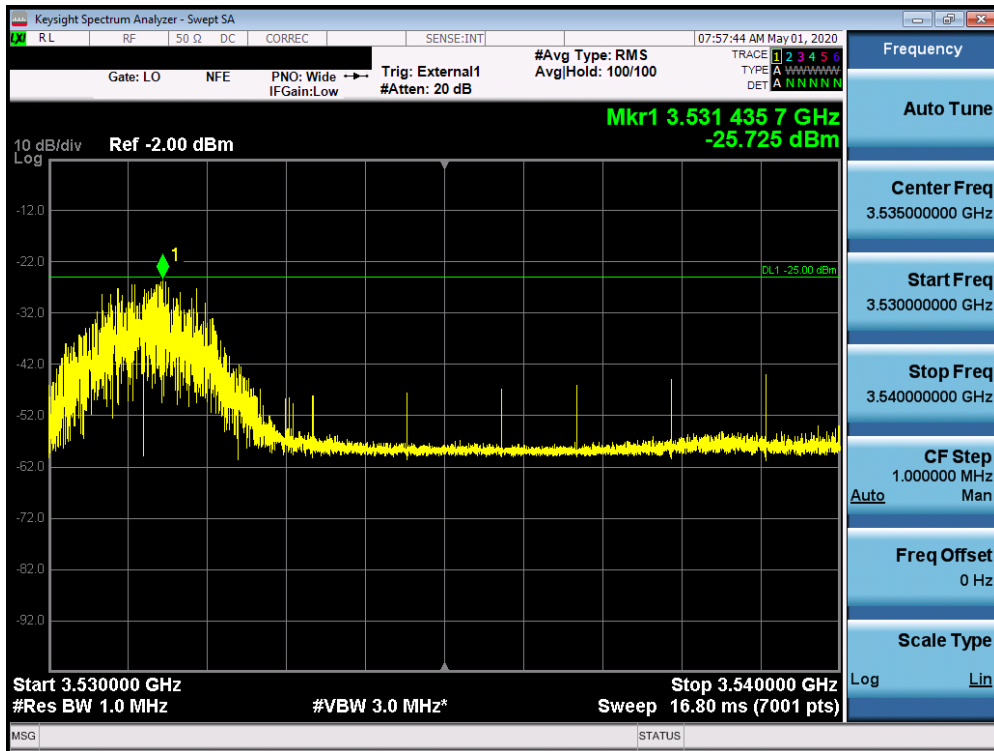 Keysight Spectrum Analyzer - Swept SA
LXI RL RF 50 Ω DC CORREC SENSE:INT 07:57:44 AM May 01, 2020
Gate: LO NFE PNO: Wide Trig: External1 #Avg Type: RMS TRACE 1 2 3 4 5 6
IFGain:Low #Atten: 20 dB Avg|Hold: 100/100 TYPE A WWWWW
DET A N N N N N
Mkr1 3.531 435 7 GHz
-25.725 dBm
10 dB/div Ref -2.00 dBm
Log
-12.0
-22.0
1
DL1 -25.00 dBm
-32.0
-42.0
-52.0
-62.0
-72.0
-82.0
-92.0
Start 3.530000 GHz Stop 3.540000 GHz
#Res BW 1.0 MHz #VBW 3.0 MHz* Sweep 16.80 ms (7001 pts)
MSG STATUS
Frequency
Auto Tune
Center Freq
3.535000000 GHz
Start Freq
3.530000000 GHz
Stop Freq
3.540000000 GHz
CF Step
1.000000 MHz
Auto Man
Freq Offset
0 Hz
Scale Type
Log Lin